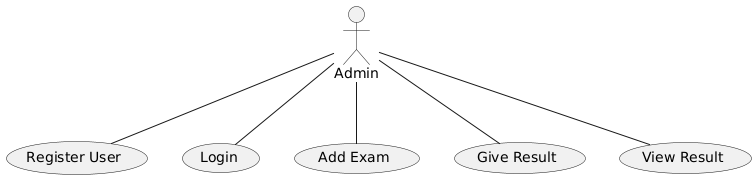 Admin
Register User
Login
Add Exam
Give Result
View Result